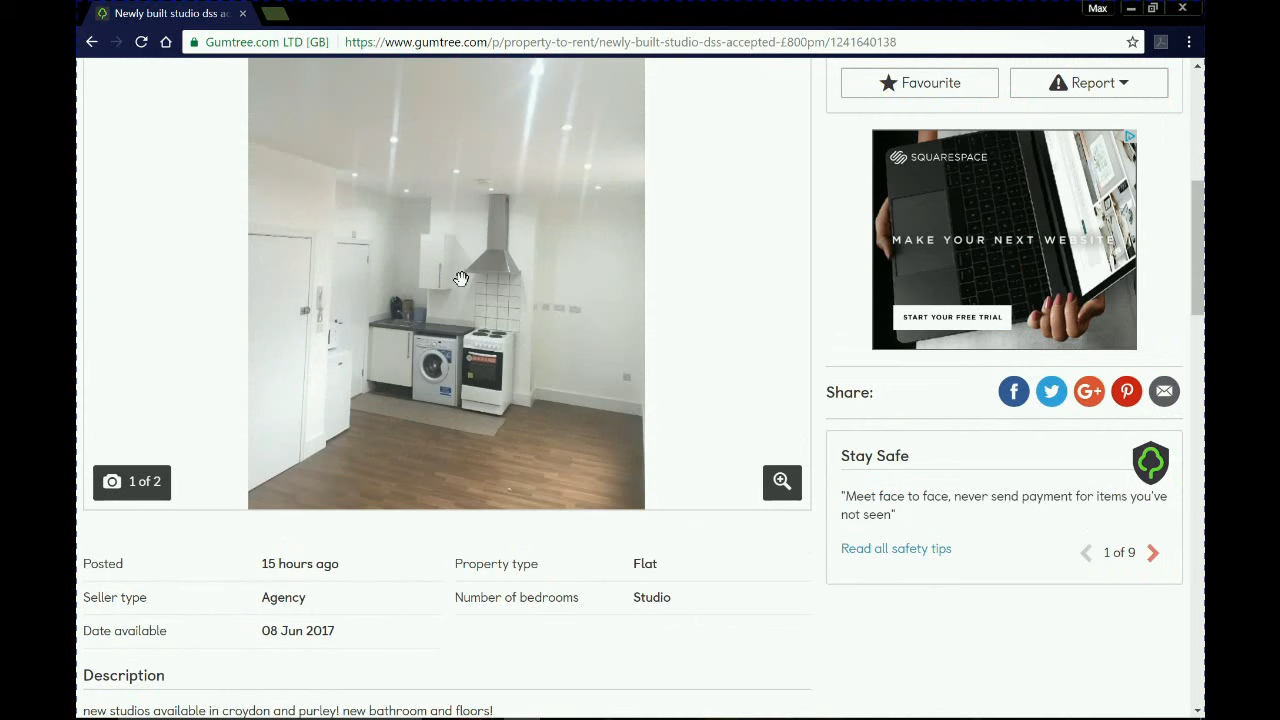 Newly built studio dss ac
Max
Gumtree.com LTD [GB]
https://www.gumtree.com/p/property-to-rent/newly-built-studio-dss-accepted-£800pm/1241640138
Favourite
Report
SQUARESPACE
MAKE YOUR NEXT WEBSITE
START YOUR FREE TRIAL
Share:
1 of 2
Stay Safe
"Meet face to face, never send payment for items you've
not seen"
Read all safety tips
1 of 9
Posted 15 hours ago Property type Flat
Seller type Agency Number of bedrooms Studio
Date available 08 Jun 2017
Description
new studios available in croydon and purley! new bathroom and floors!